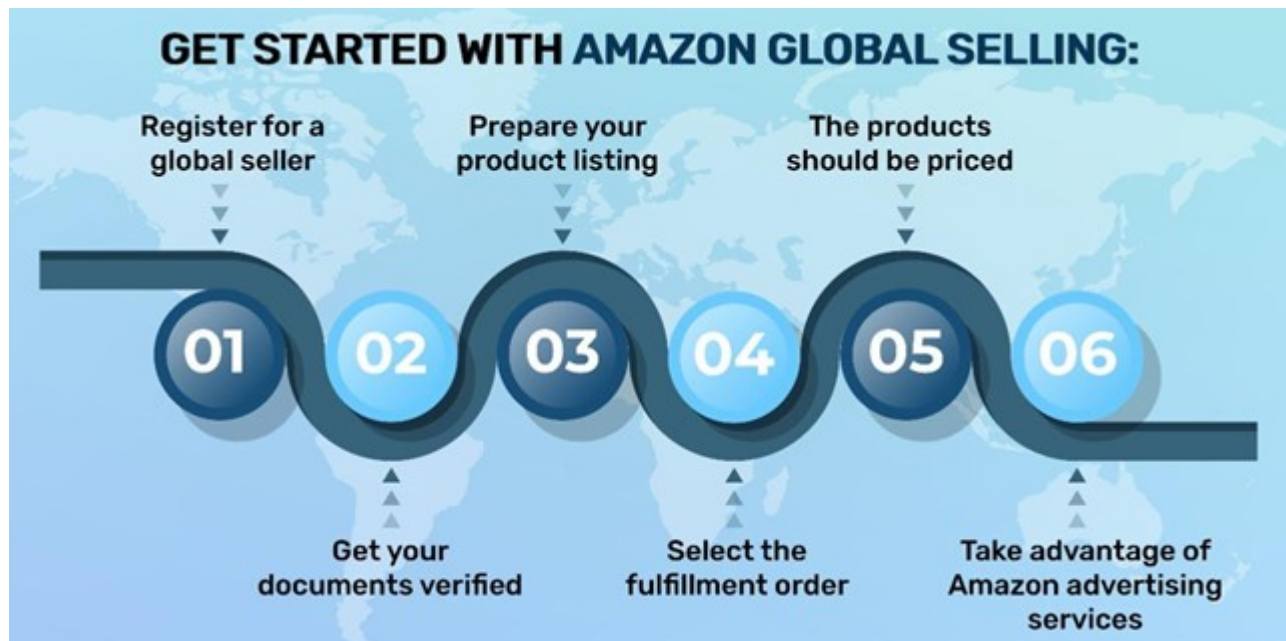 GET STARTED WITH AMAZON GLOBAL SELLING:
Register for a
global seller
Prepare your
product listing
The products
should be priced
01
02
03
04
05
06
Get your
documents verified
Select the
fulfillment order
Take advantage of
Amazon advertising
services